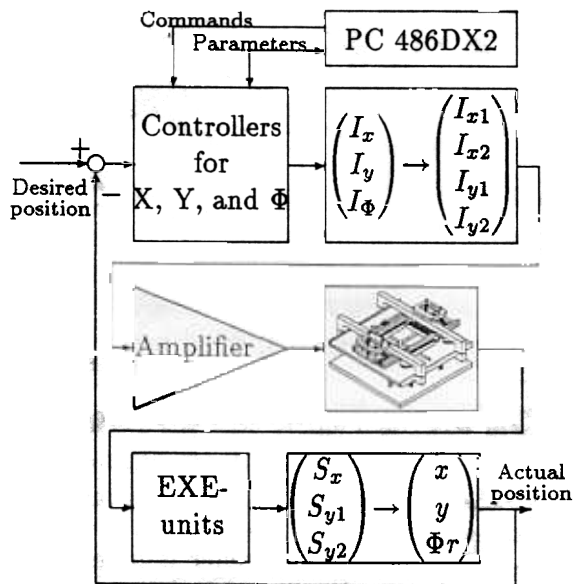 Commands
Parameters
PC 486DX2
Controllers
for
X, Y, and Φ
+
−
Desired
position
I_x
I_y
I_Φ
→
I_x1
I_x2
I_y1
I_y2
Amplifier
EXE-
units
S_x
S_y1
S_y2
→
x
y
Φr
Actual
position